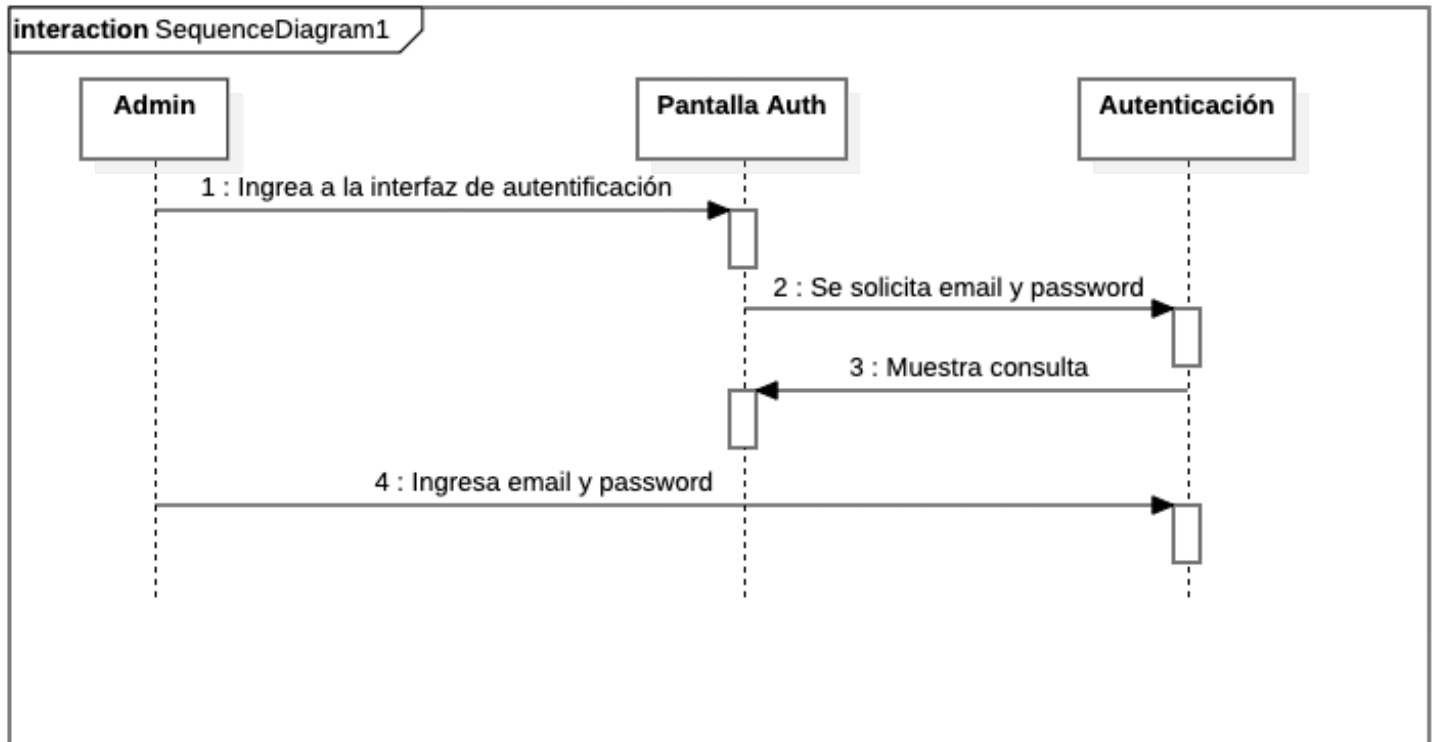 interaction SequenceDiagram1
Admin
Pantalla Auth
Autenticación
1 : Ingrea a la interfaz de autentificación
2 : Se solicita email y password
3 : Muestra consulta
4 : Ingresa email y password